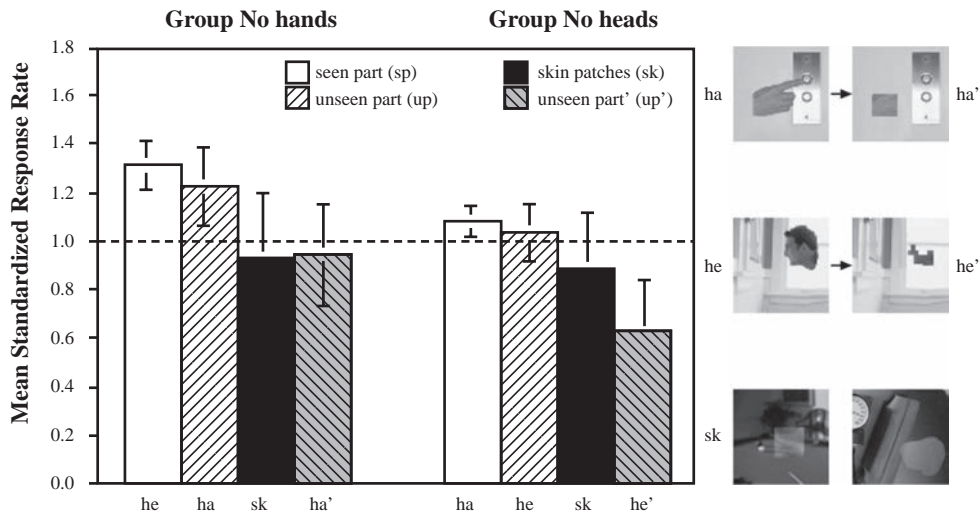 Group No hands
Group No heads
Mean Standardized Response Rate
1.8
1.6
1.4
1.2
1.0
0.8
0.6
0.4
0.2
0.0
seen part (sp)
unseen part (up)
skin patches (sk)
unseen part' (up')
he ha sk ha'
ha he sk he'
ha ha'
he he'
sk